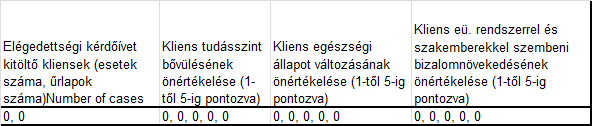 Elégedettségi kérdőívet
kitöltő kliensek (esetek
száma, űrlapok
száma)Number of cases
Kliens tudásszint
bővülésének
önértékelése (1-
től 5-ig pontozva)
Kliens egészségi
állapot változásának
önértékelése (1-től 5-ig
pontozva)
Kliens eü. rendszerrel és
szakemberekkel szembeni
bizalomnövekedésének
önértékelése (1-től 5-ig
pontozva)
0, 0
0, 0, 0, 0, 0
0, 0, 0, 0, 0
0, 0, 0, 0, 0